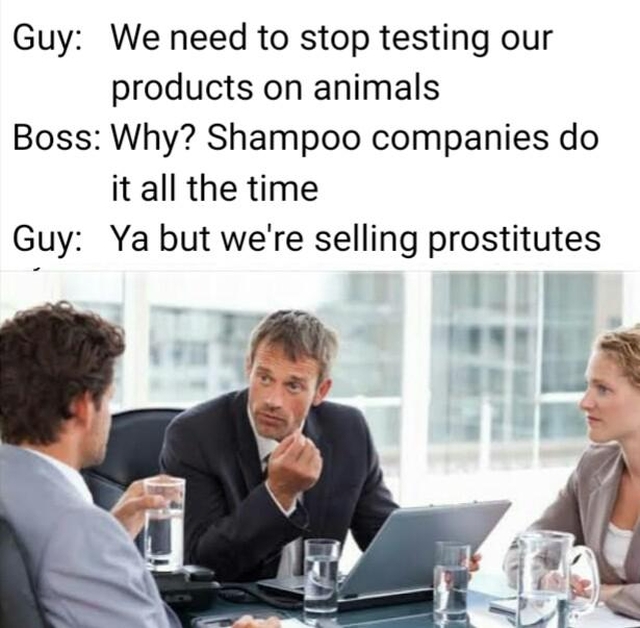 Guy: We need to stop testing our
products on animals
Boss: Why? Shampoo companies do
it all the time
Guy: Ya but we're selling prostitutes